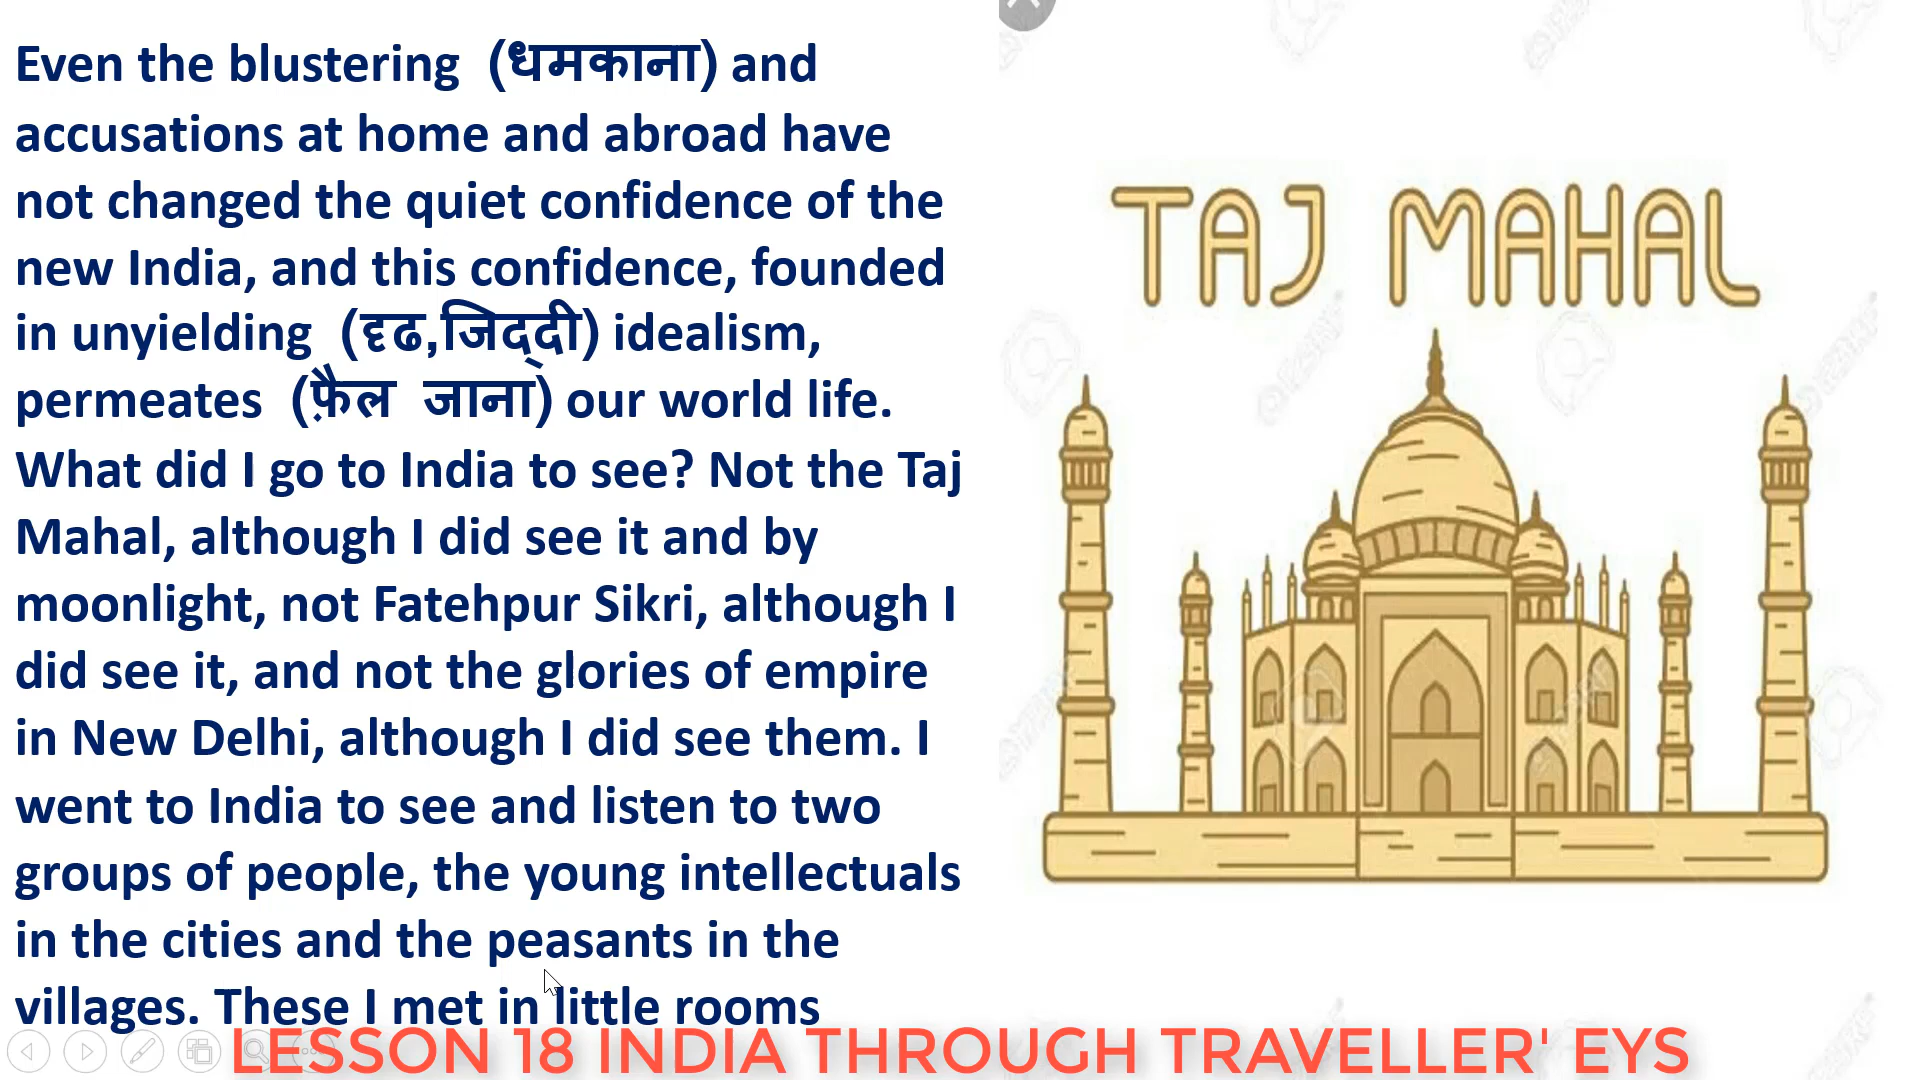 Even the blustering (धमकाना) and
accusations at home and abroad have
not changed the quiet confidence of the
new India, and this confidence, founded
in unyielding (दृढ,जिद्दी) idealism,
permeates (फ़ैल जाना) our world life.
What did I go to India to see? Not the Taj
Mahal, although I did see it and by
moonlight, not Fatehpur Sikri, although I
did see it, and not the glories of empire
in New Delhi, although I did see them. I
went to India to see and listen to two
groups of people, the young intellectuals
in the cities and the peasants in the
villages. These I met in little rooms
TAJ MAHAL
LESSON 18 INDIA THROUGH TRAVELLER' EYS